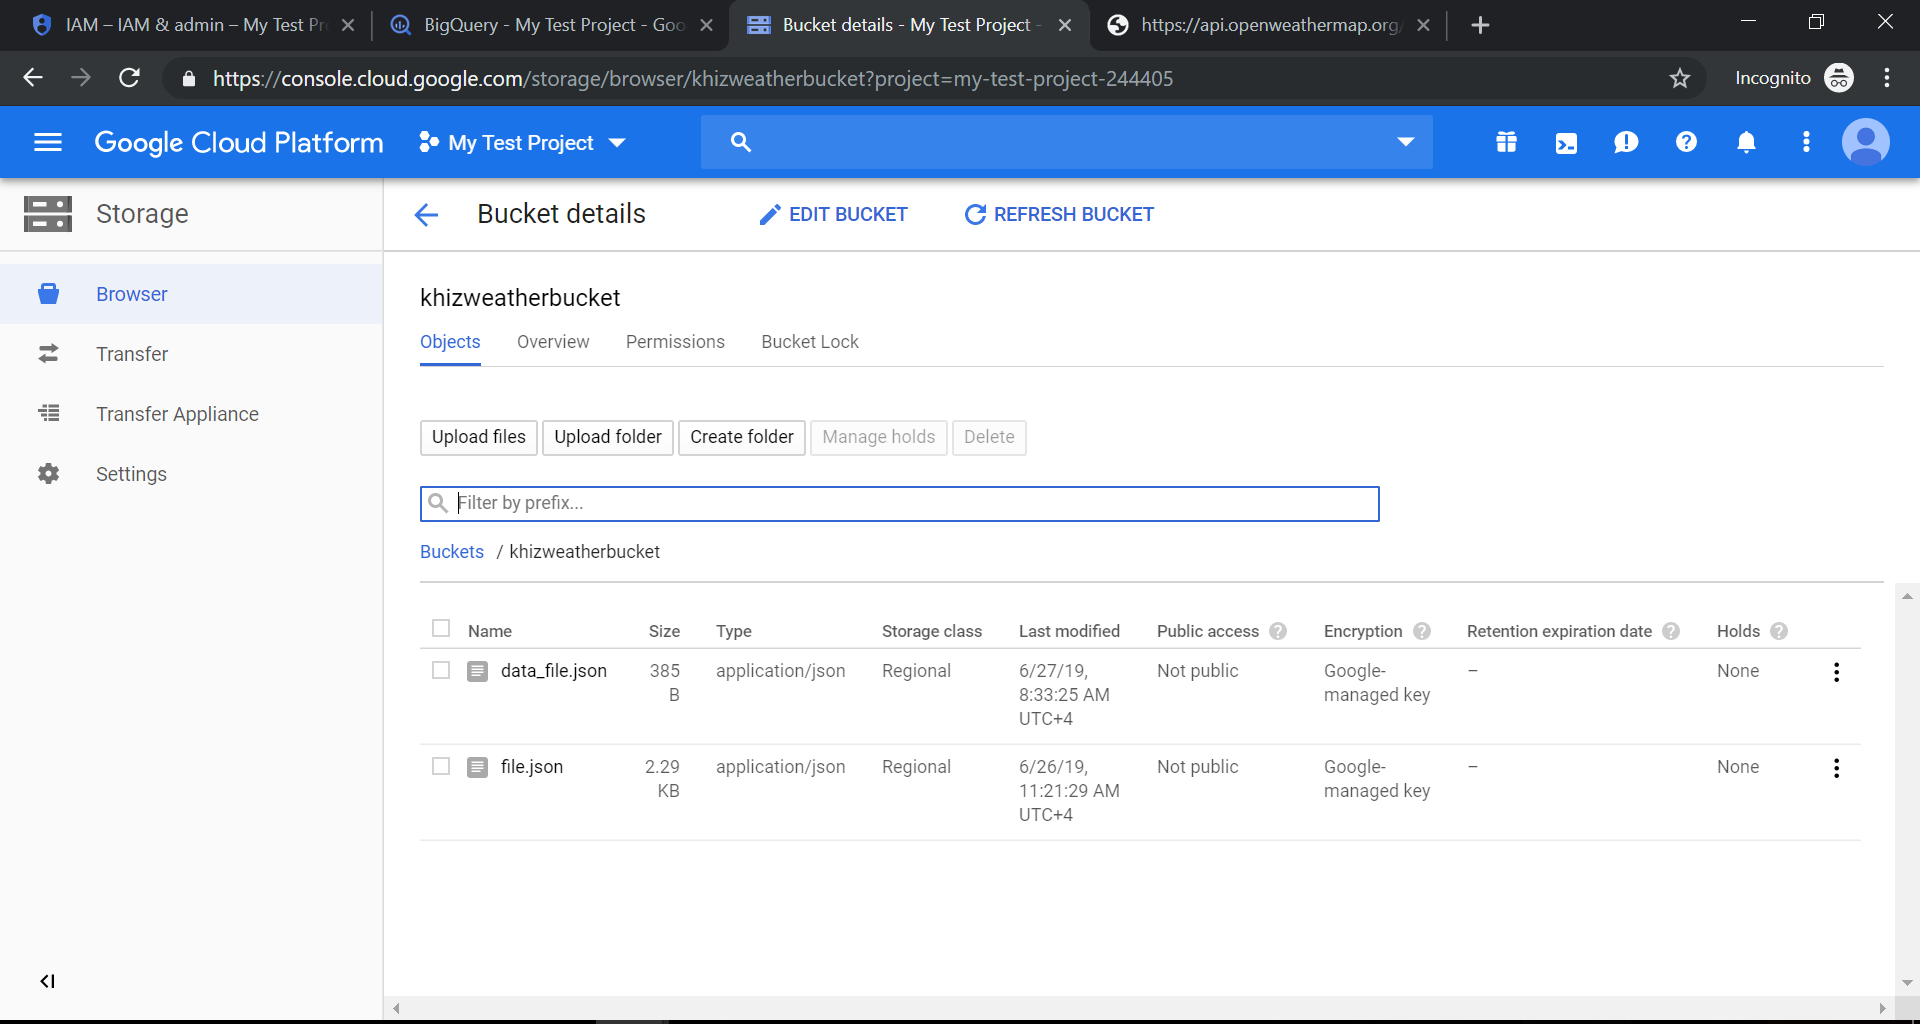 IAM – IAM & admin – My Test Pr
BigQuery - My Test Project - Goo
Bucket details - My Test Project -
https://api.openweathermap.org/
https://console.cloud.google.com/storage/browser/khizweatherbucket?project=my-test-project-244405
Incognito
Google Cloud Platform
My Test Project
Storage
Bucket details
EDIT BUCKET
REFRESH BUCKET
Browser
Transfer
Transfer Appliance
Settings
khizweatherbucket
Objects Overview Permissions Bucket Lock
Upload files Upload folder Create folder Manage holds Delete
Filter by prefix...
Buckets / khizweatherbucket
Name Size Type Storage class Last modified Public access Encryption Retention expiration date Holds
data_file.json 385 application/json Regional 6/27/19, Not public Google- – None
B 8:33:25 AM managed key
UTC+4
file.json 2.29 application/json Regional 6/26/19, Not public Google- – None
KB 11:21:29 AM managed key
UTC+4